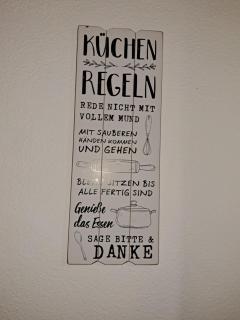 KÜCHEN
REGELN
REDE NICHT MIT
VOLLEM MUND
MIT SAUBEREN
HÄNDEN KOMMEN
UND GEHEN
BLEIB SITZEN BIS
ALLE FERTIG SIND
Genieße
das Essen
SAGE BITTE &
DANKE